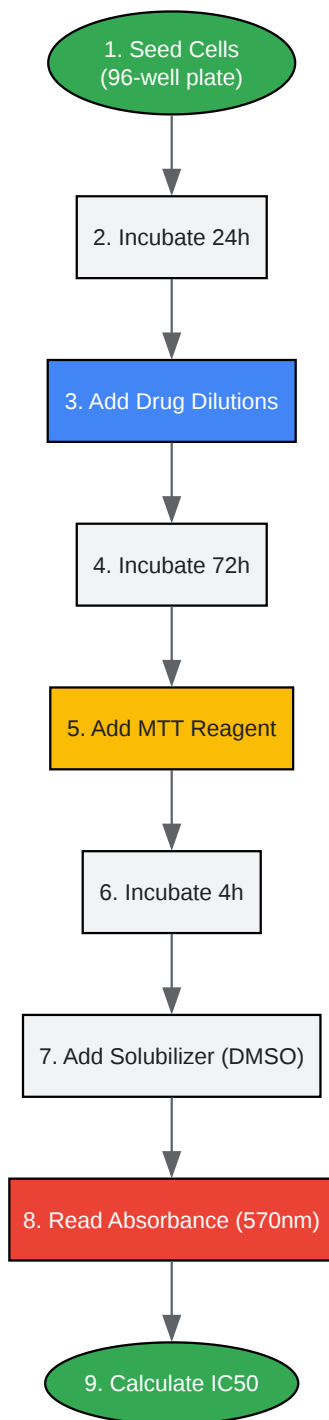 1. Seed Cells
(96-well plate)
2. Incubate 24h
3. Add Drug Dilutions
4. Incubate 72h
5. Add MTT Reagent
6. Incubate 4h
7. Add Solubilizer (DMSO)
8. Read Absorbance (570nm)
9. Calculate IC50